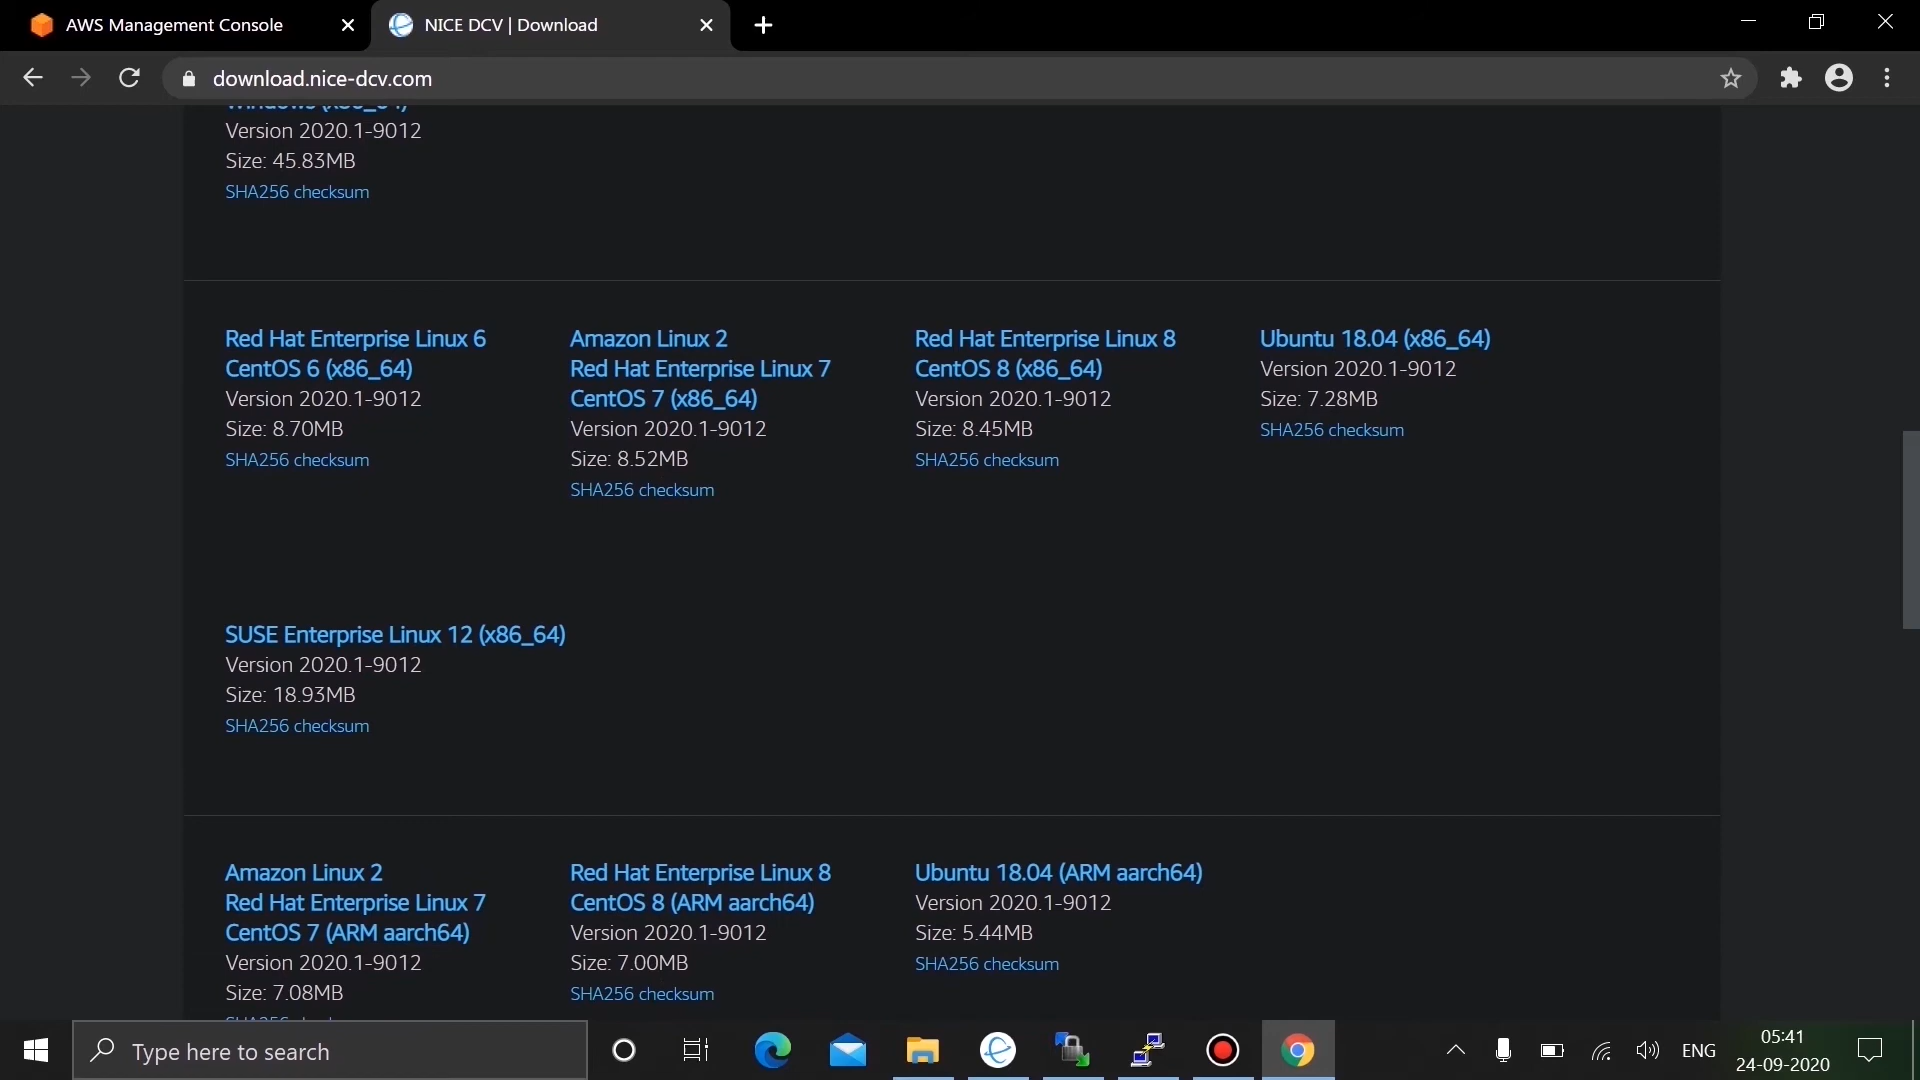 AWS Management Console
NICE DCV | Download
download.nice-dcv.com
Windows (x86_64)
Version 2020.1-9012
Size: 45.83MB
SHA256 checksum
Red Hat Enterprise Linux 6
CentOS 6 (x86_64)
Version 2020.1-9012
Size: 8.70MB
SHA256 checksum
Amazon Linux 2
Red Hat Enterprise Linux 7
CentOS 7 (x86_64)
Version 2020.1-9012
Size: 8.52MB
SHA256 checksum
Red Hat Enterprise Linux 8
CentOS 8 (x86_64)
Version 2020.1-9012
Size: 8.45MB
SHA256 checksum
Ubuntu 18.04 (x86_64)
Version 2020.1-9012
Size: 7.28MB
SHA256 checksum
SUSE Enterprise Linux 12 (x86_64)
Version 2020.1-9012
Size: 18.93MB
SHA256 checksum
Amazon Linux 2
Red Hat Enterprise Linux 7
CentOS 7 (ARM aarch64)
Version 2020.1-9012
Size: 7.08MB
SHA256 checksum
Red Hat Enterprise Linux 8
CentOS 8 (ARM aarch64)
Version 2020.1-9012
Size: 7.00MB
SHA256 checksum
Ubuntu 18.04 (ARM aarch64)
Version 2020.1-9012
Size: 5.44MB
SHA256 checksum
Type here to search
ENG
05:41
24-09-2020